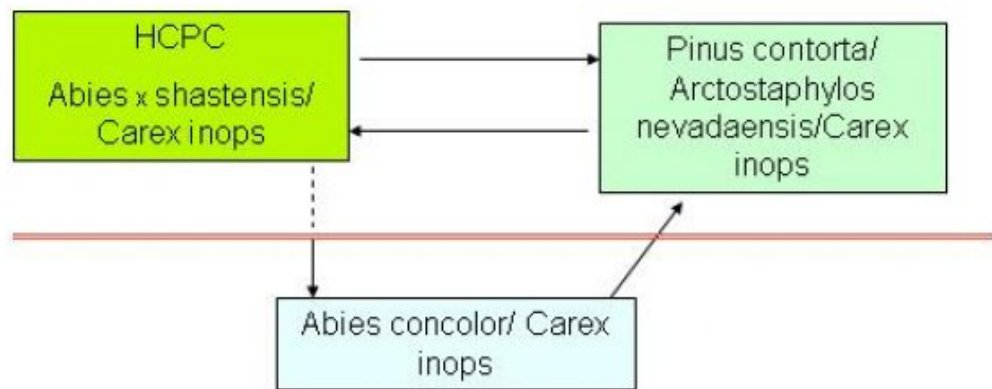 HCPC
Abies x shastensis/
Carex inops
Pinus contorta/
Arctostaphylos
nevadaensis/Carex
inops
Abies concolor/ Carex
inops